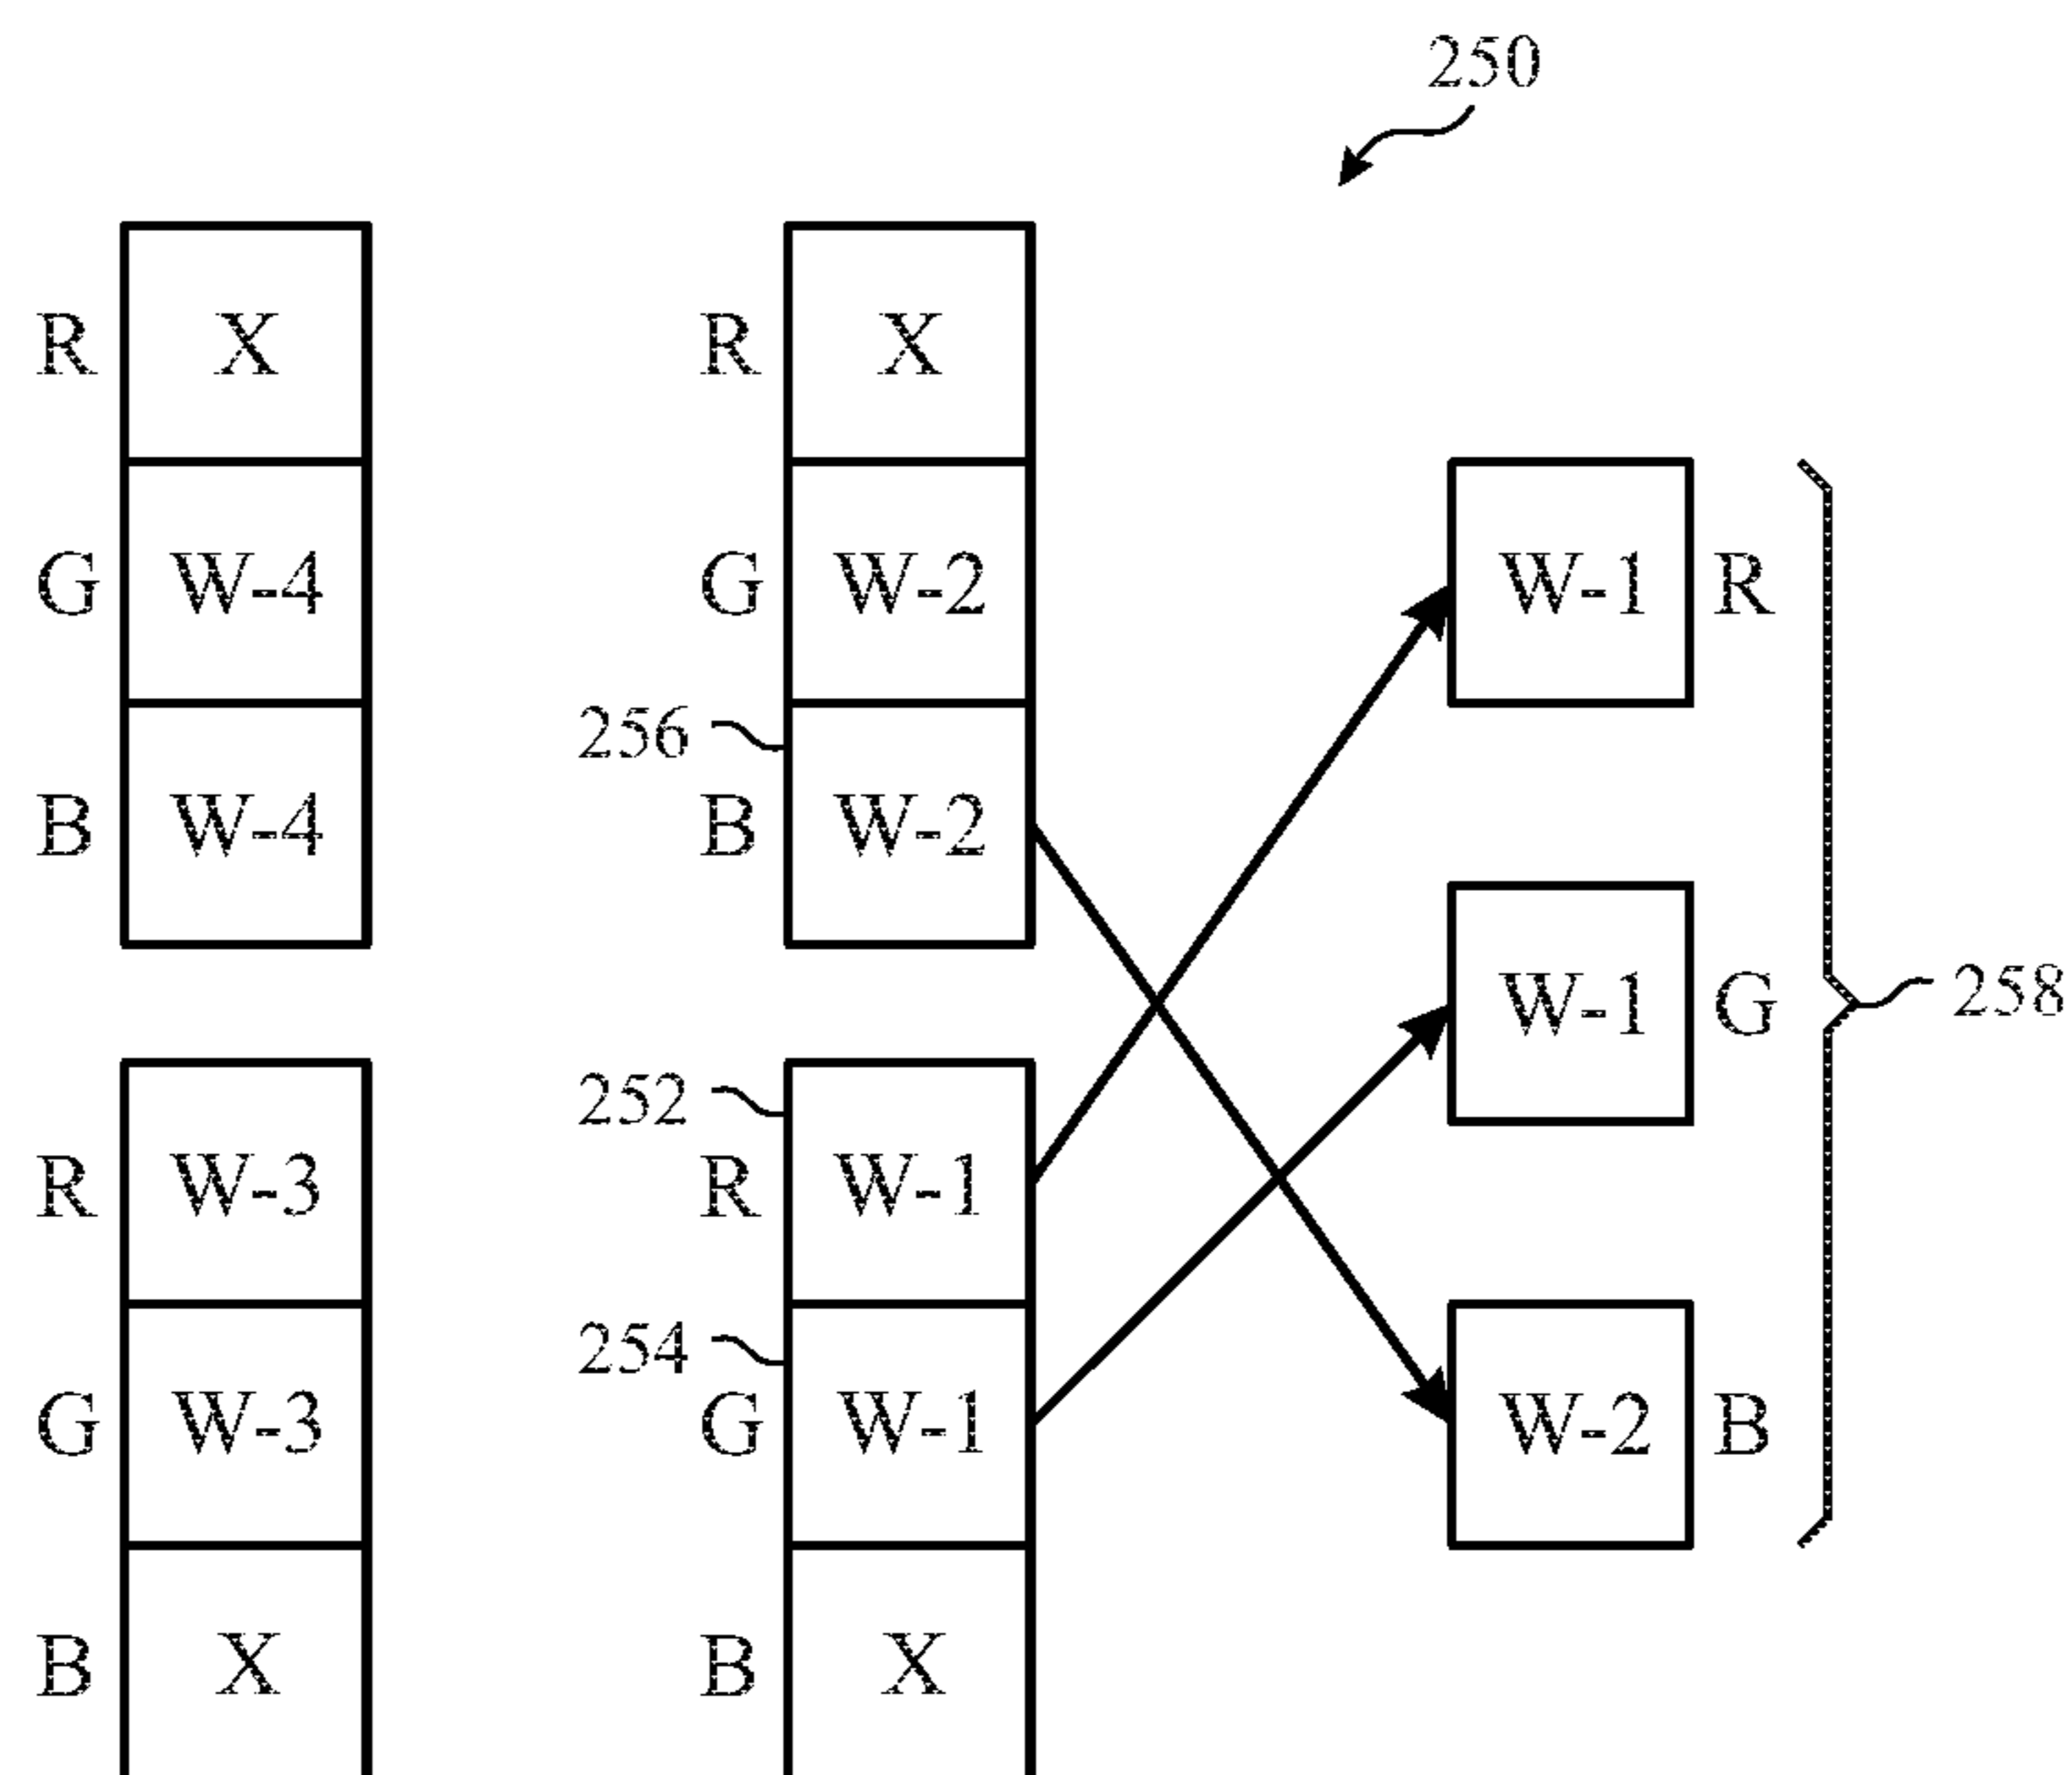 250
R X R X
G W-4 G W-2 W-1 R
256
B W-4 B W-2
W-1 G 258
252
R W-3 R W-1
254
G W-3 G W-1 W-2 B
B X B X